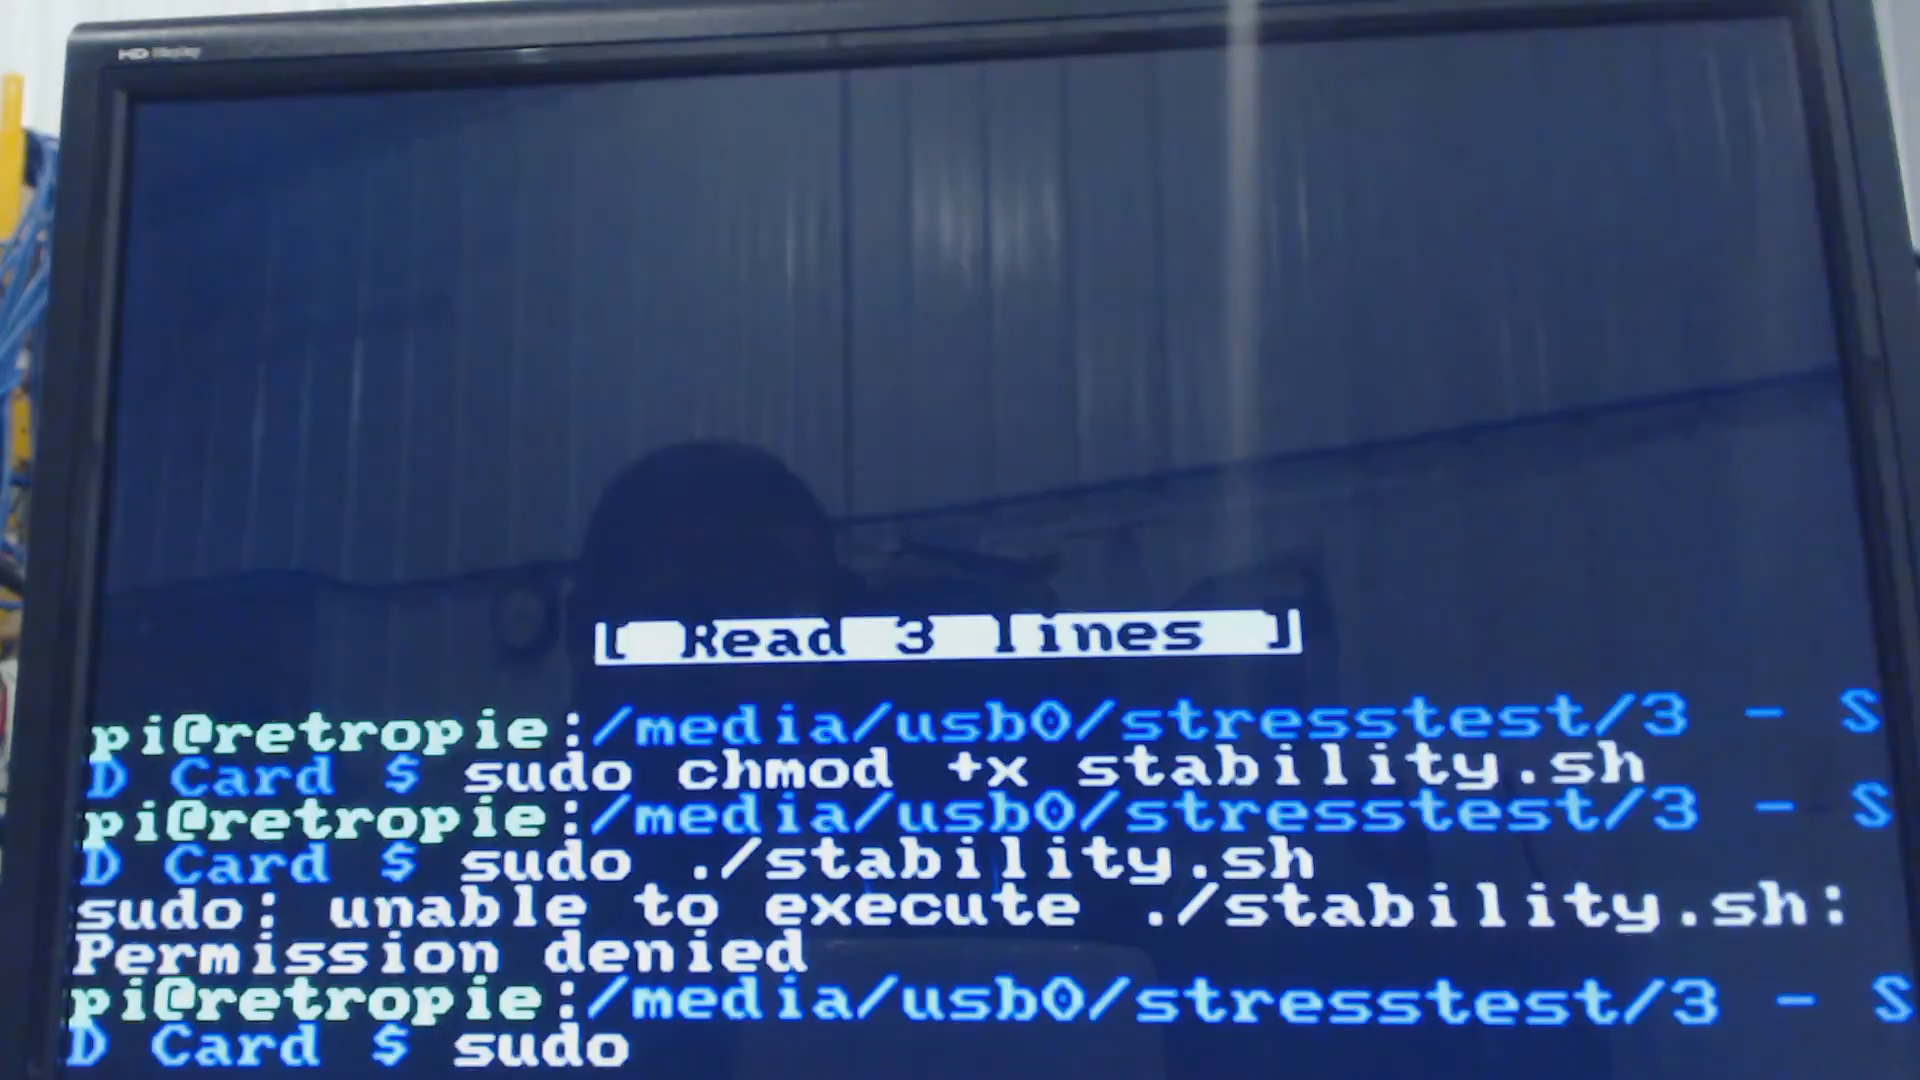 HD Display
[ Read 3 lines ]
pi@retropie:/media/usb0/stresstest/3 - S
D Card $ sudo chmod +x stability.sh
pi@retropie:/media/usb0/stresstest/3 - S
D Card $ sudo ./stability.sh
sudo: unable to execute ./stability.sh:
Permission denied
pi@retropie:/media/usb0/stresstest/3 - S
D Card $ sudo